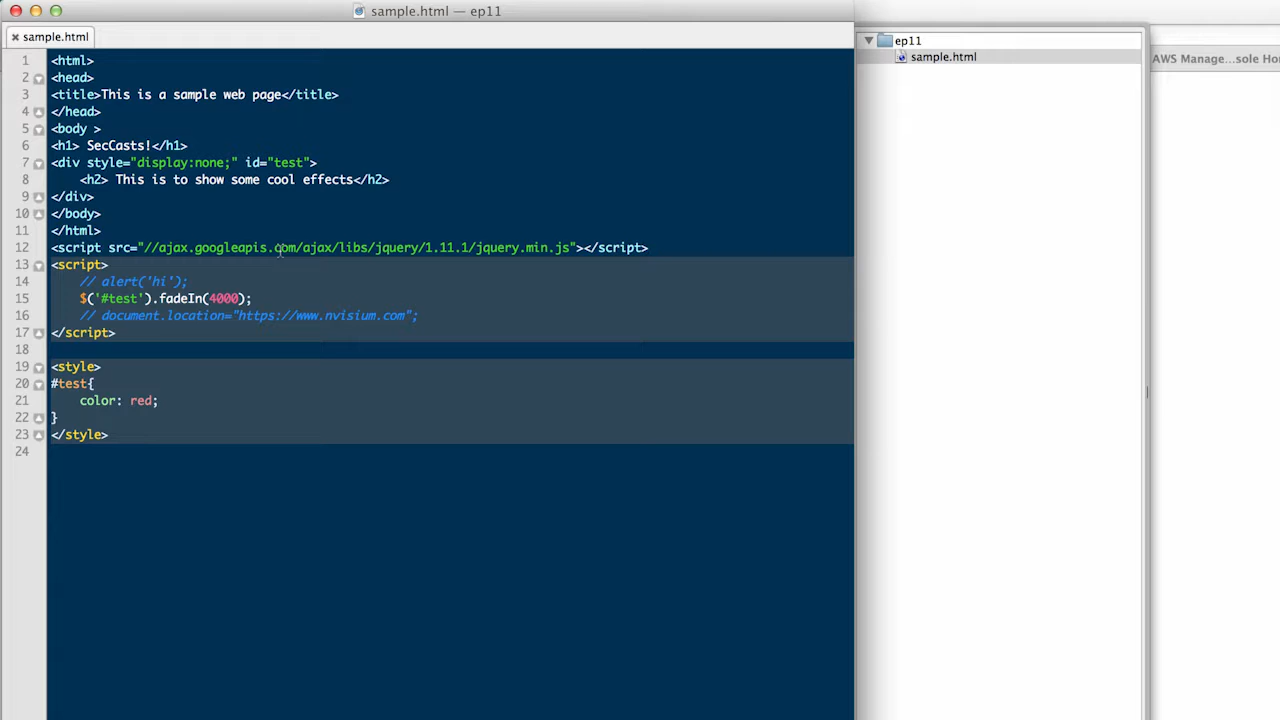 sample.html — ep11
sample.html
ep11
sample.html
AWS Manage...sole Ho
1 <html>
2 <head>
3 <title>This is a sample web page</title>
4 </head>
5 <body >
6 <h1> SecCasts!</h1>
7 <div style="display:none;" id="test">
8 <h2> This is to show some cool effects</h2>
9 </div>
10 </body>
11 </html>
12 <script src="//ajax.googleapis.com/ajax/libs/jquery/1.11.1/jquery.min.js"></script>
13 <script>
14 // alert('hi');
15 $('#test').fadeIn(4000);
16 // document.location="https://www.nvisium.com";
17 </script>
18
19 <style>
20 #test{
21 color: red;
22 }
23 </style>
24